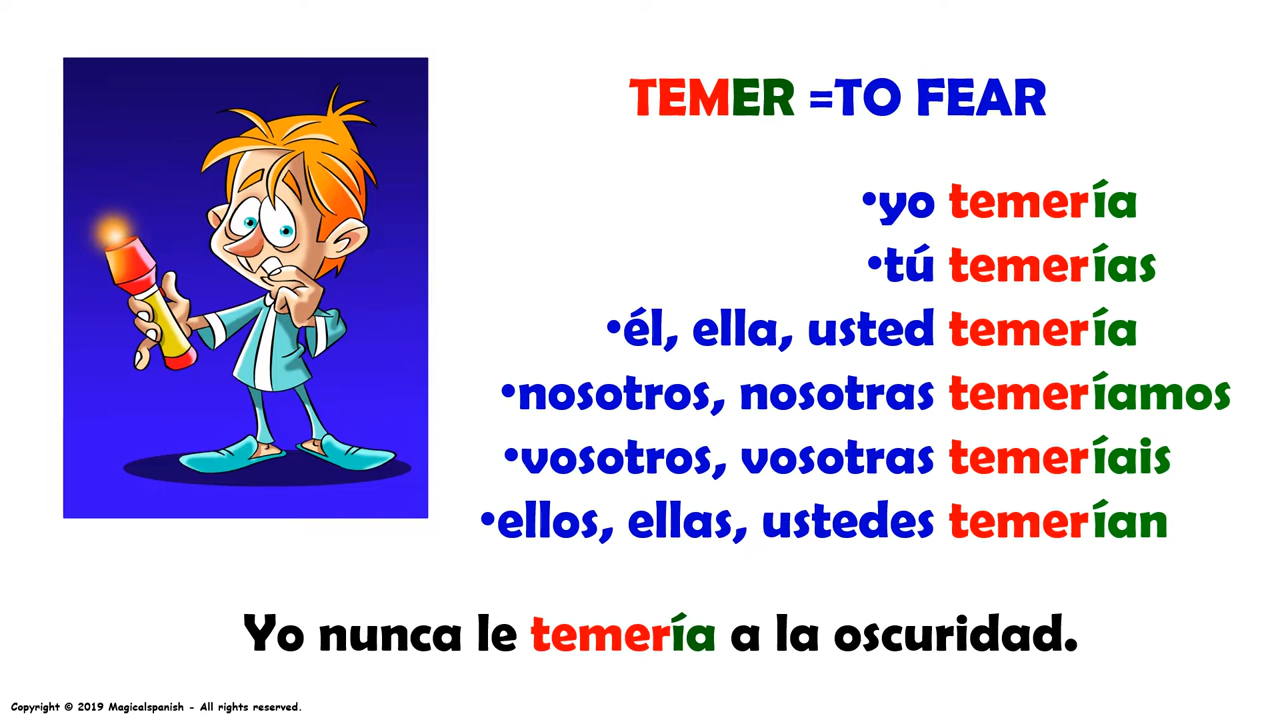 TEMER =TO FEAR
•yo temería
•tú temerías
•él, ella, usted temería
•nosotros, nosotras temeríamos
•vosotros, vosotras temeríais
•ellos, ellas, ustedes temerían
Yo nunca le temería a la oscuridad.
Copyright © 2019 Magicalspanish - All rights reserved.